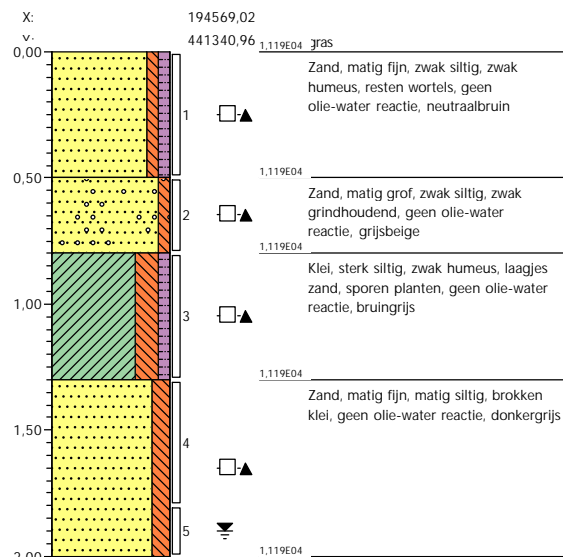 X: 194569,02
Y: 441340,96
0,00 1,119E04 gras
Zand, matig fijn, zwak siltig, zwak
humeus, resten wortels, geen
olie-water reactie, neutraalbruin
1
0,50 1,119E04
Zand, matig grof, zwak siltig, zwak
grindhoudend, geen olie-water
reactie, grijsbeige
2
1,119E04
Klei, sterk siltig, zwak humeus, laagjes
zand, sporen planten, geen olie-water
reactie, bruingrijs
1,00
3
1,119E04
Zand, matig fijn, matig siltig, brokken
klei, geen olie-water reactie, donkergrijs
1,50
4
5
2,00 1,119E04